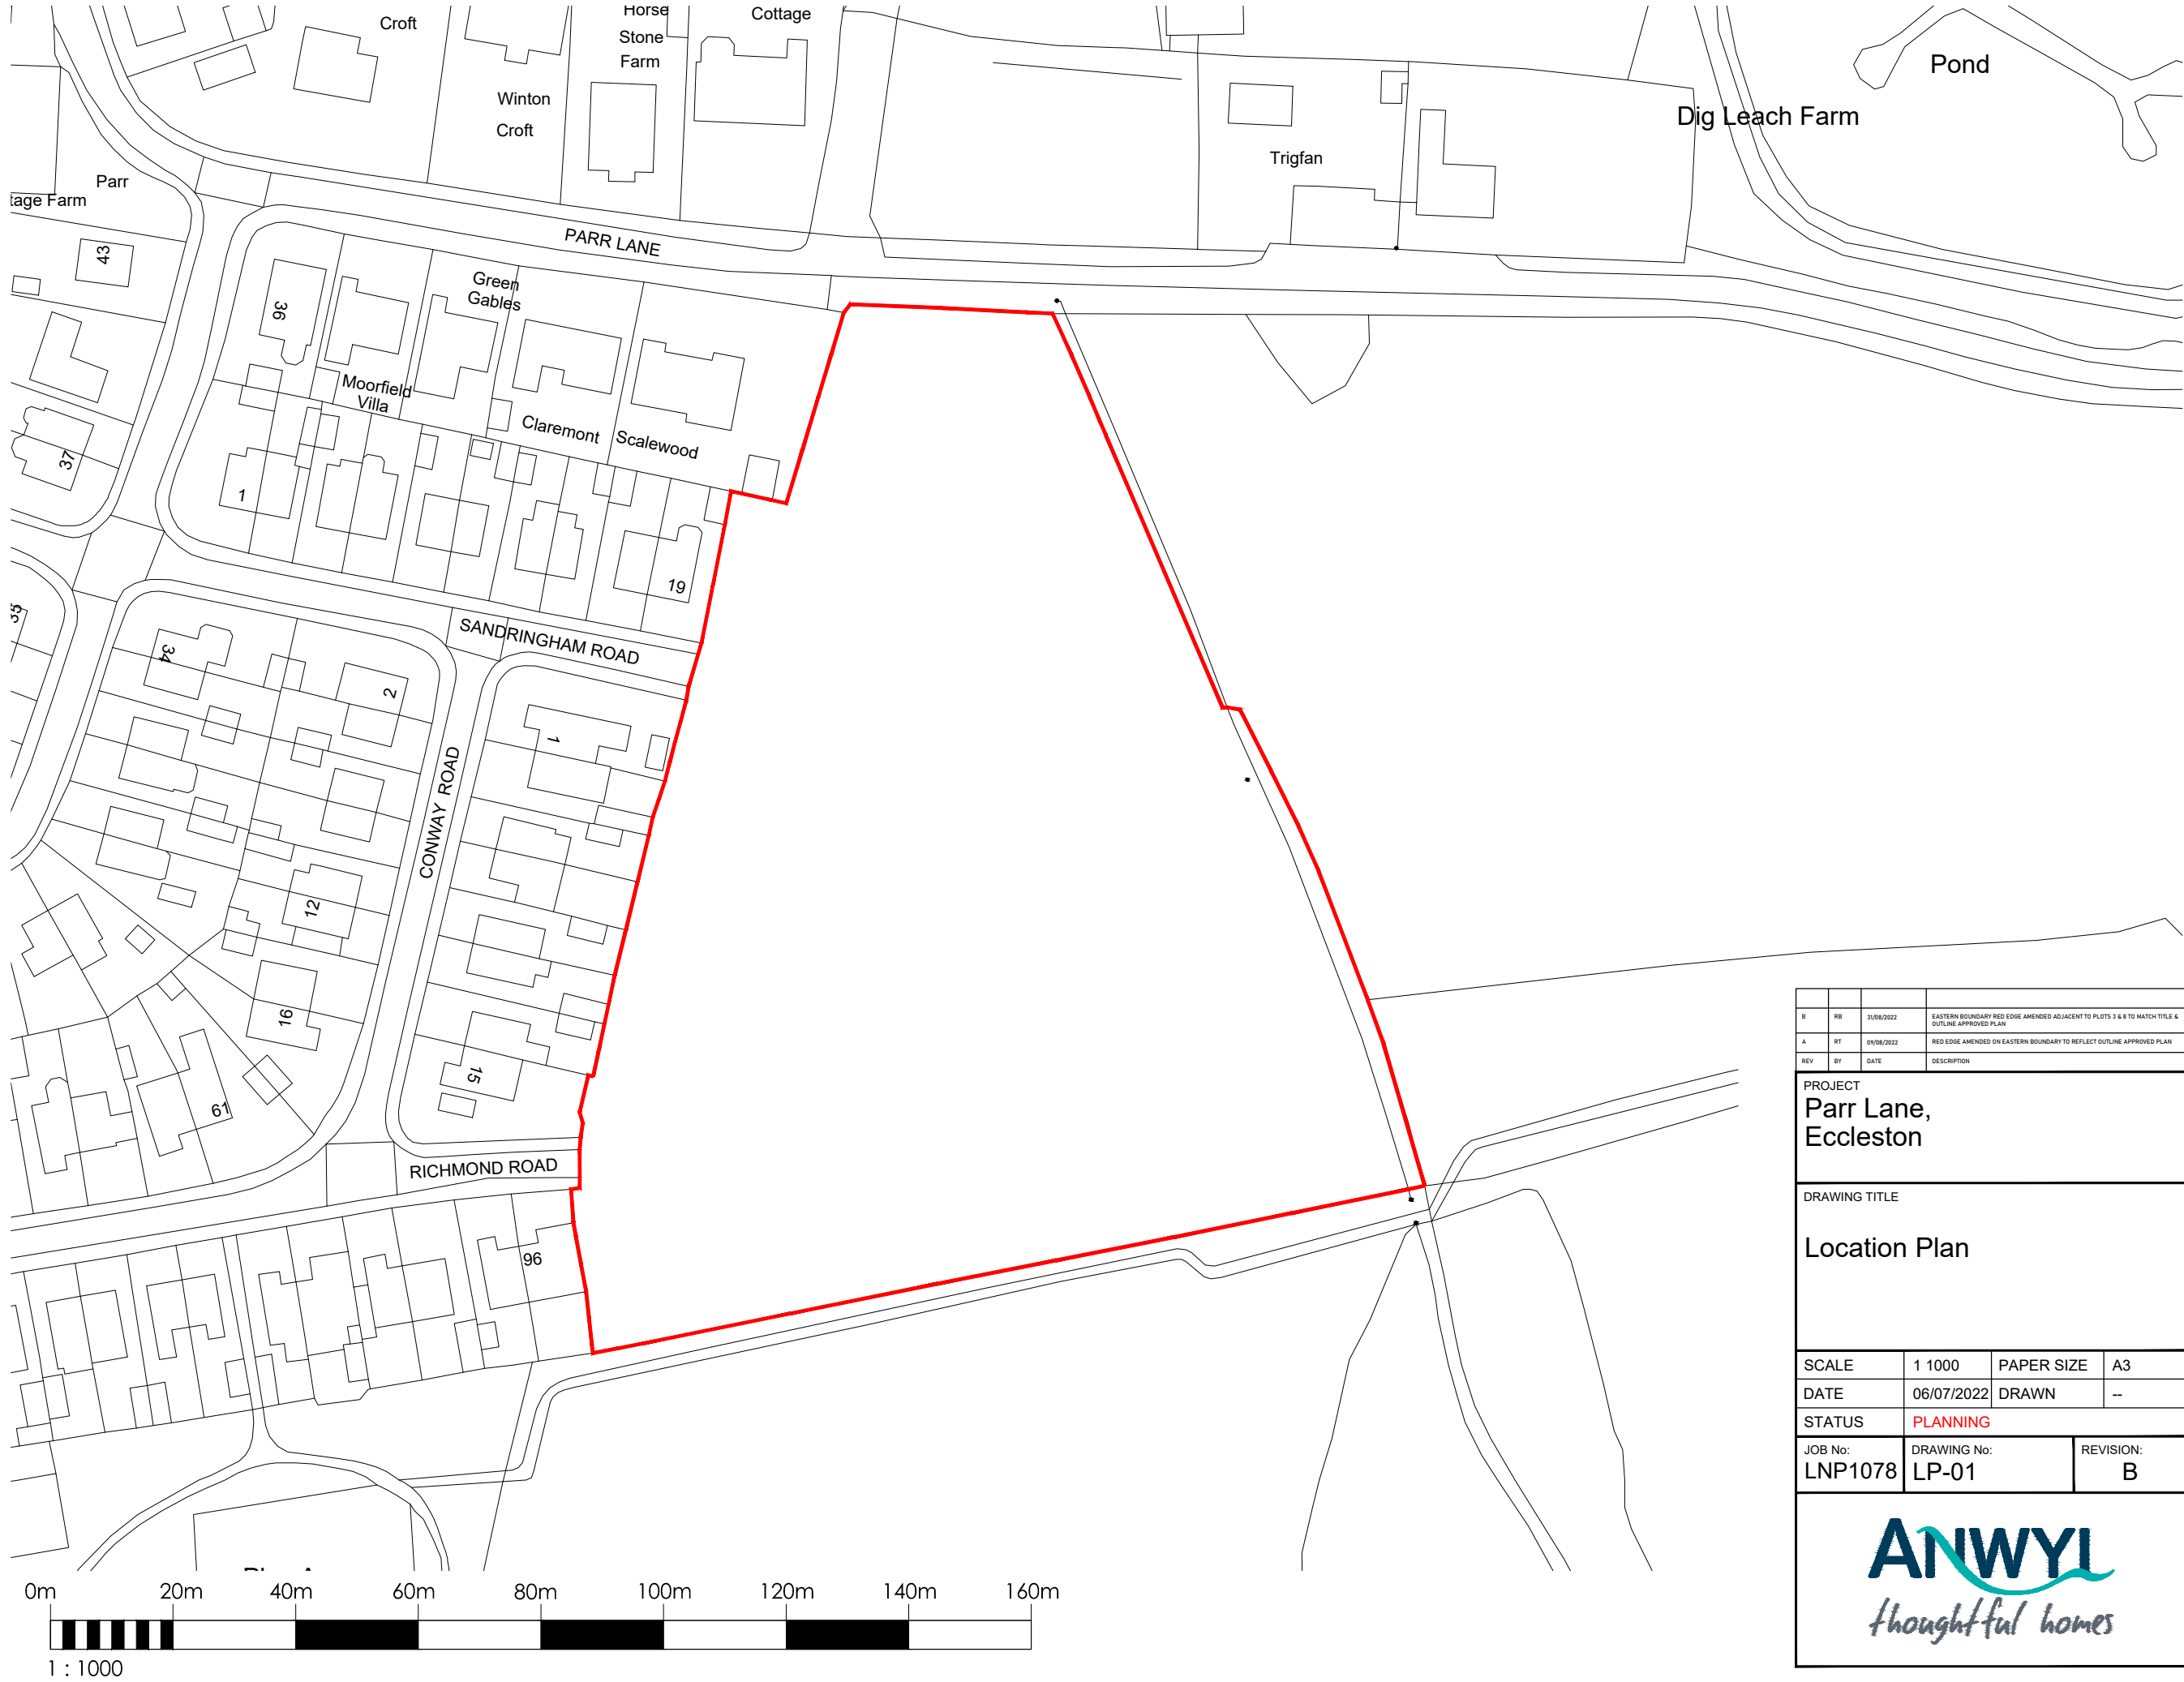 Croft
Horse
Stone
Farm
Cottage
Winton
Croft
Pond
Dig Leach Farm
Trigfan
Parr
tage Farm
43
PARR LANE
36
Green
Gables
Moorfield
Villa
Claremont
Scalewood
37
1
19
35
SANDRINGHAM ROAD
34
2
1
CONWAY ROAD
12
16
15
61
RICHMOND ROAD
96
B RB 31/08/2022 EASTERN BOUNDARY RED EDGE AMENDED ADJACENT TO PLOTS 3 & 8 TO MATCH TITLE &
OUTLINE APPROVED PLAN
A RT 09/08/2022 RED EDGE AMENDED ON EASTERN BOUNDARY TO REFLECT OUTLINE APPROVED PLAN
REV BY DATE DESCRIPTION
PROJECT
Parr Lane,
Eccleston
DRAWING TITLE
Location Plan
SCALE 1 1000 PAPER SIZE A3
DATE 06/07/2022 DRAWN --
STATUS PLANNING
JOB No: DRAWING No: REVISION:
LNP1078 LP-01 B
ANWYL
thoughtful homes
0m 20m 40m 60m 80m 100m 120m 140m 160m
1 : 1000